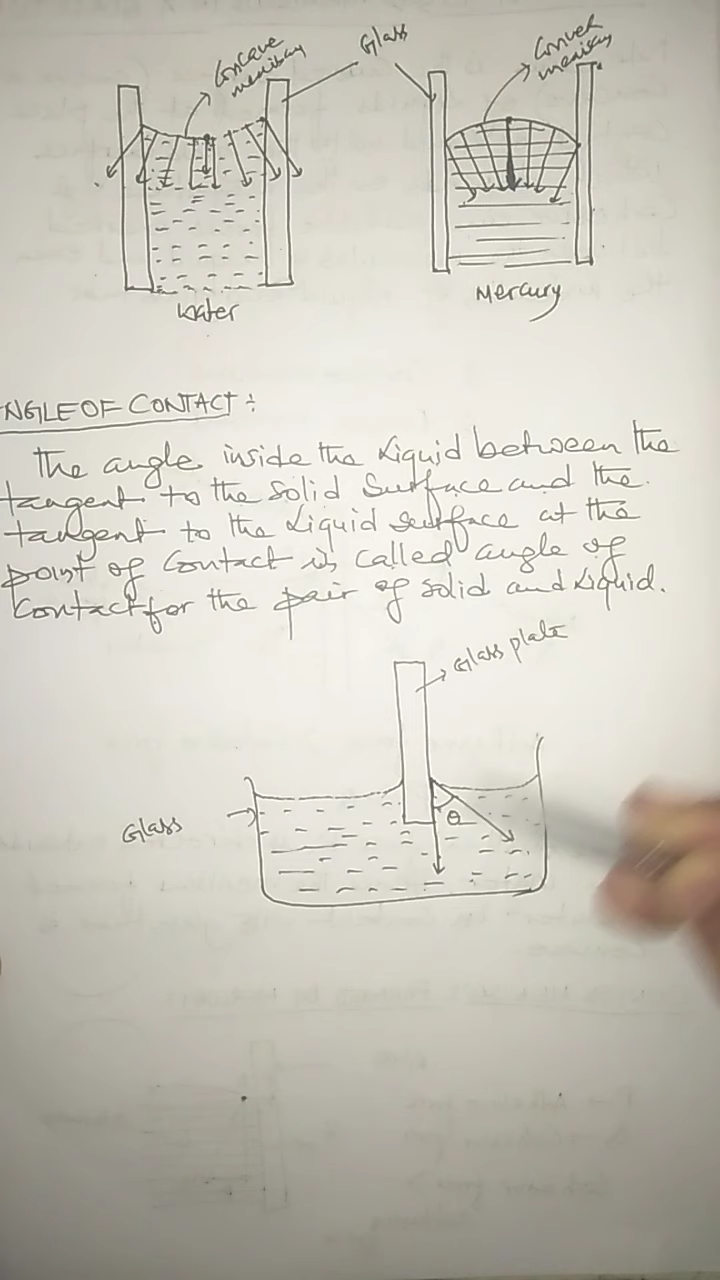 Concave
meniscus
Glass
Convex
meniscus
Water
Mercury
NGLE OF CONTACT :
The angle inside the Liquid between the
tangent to the solid Surface and the
tangent to the Liquid surface at the
point of Contact is called angle of
Contact for the pair of solid and Liquid.
Glass plate
Glass
θ